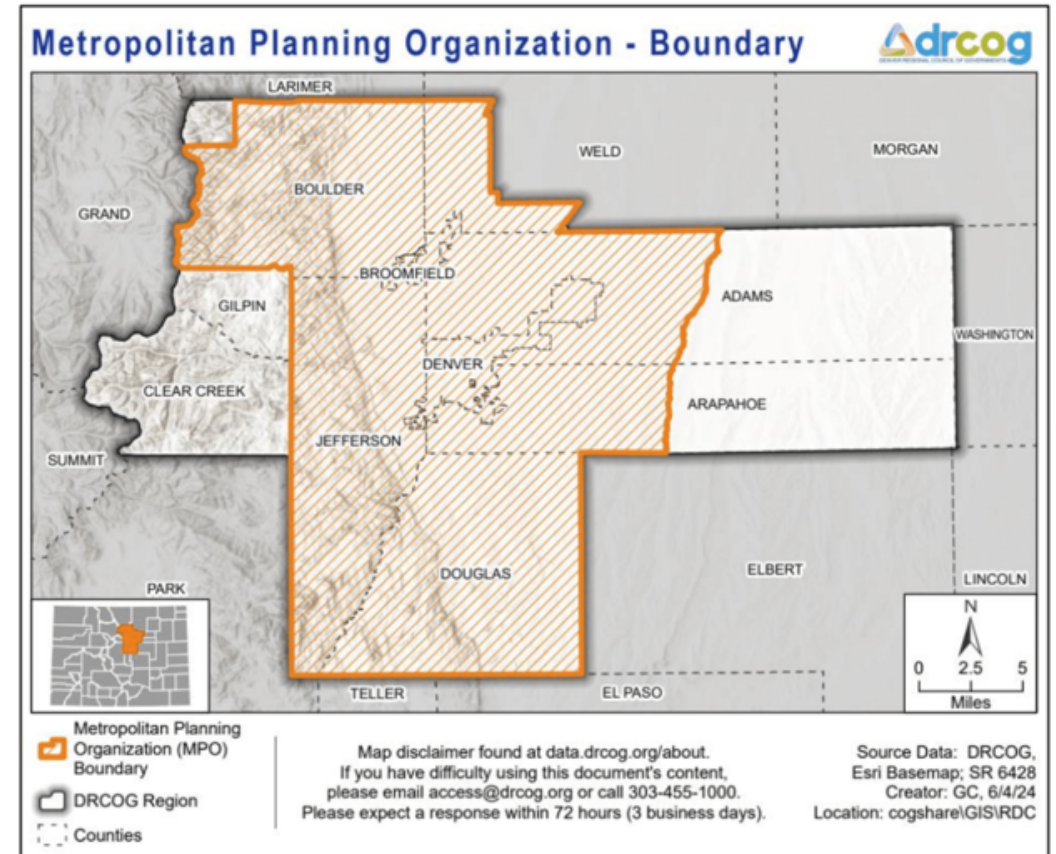 Metropolitan Planning Organization - Boundary
drcog
DENVER REGIONAL COUNCIL OF GOVERNMENTS
LARIMER
WELD
MORGAN
BOULDER
GRAND
BROOMFIELD
GILPIN
ADAMS
WASHINGTON
DENVER
CLEAR CREEK
ARAPAHOE
JEFFERSON
SUMMIT
DOUGLAS
ELBERT
LINCOLN
PARK
N
0 2.5 5
Miles
TELLER
EL PASO
Metropolitan Planning
Organization (MPO)
Boundary
DRCOG Region
Counties
Map disclaimer found at data.drcog.org/about.
If you have difficulty using this document's content,
please email access@drcog.org or call 303-455-1000.
Please expect a response within 72 hours (3 business days).
Source Data: DRCOG,
Esri Basemap; SR 6428
Creator: GC, 6/4/24
Location: cogshare\GIS\RDC